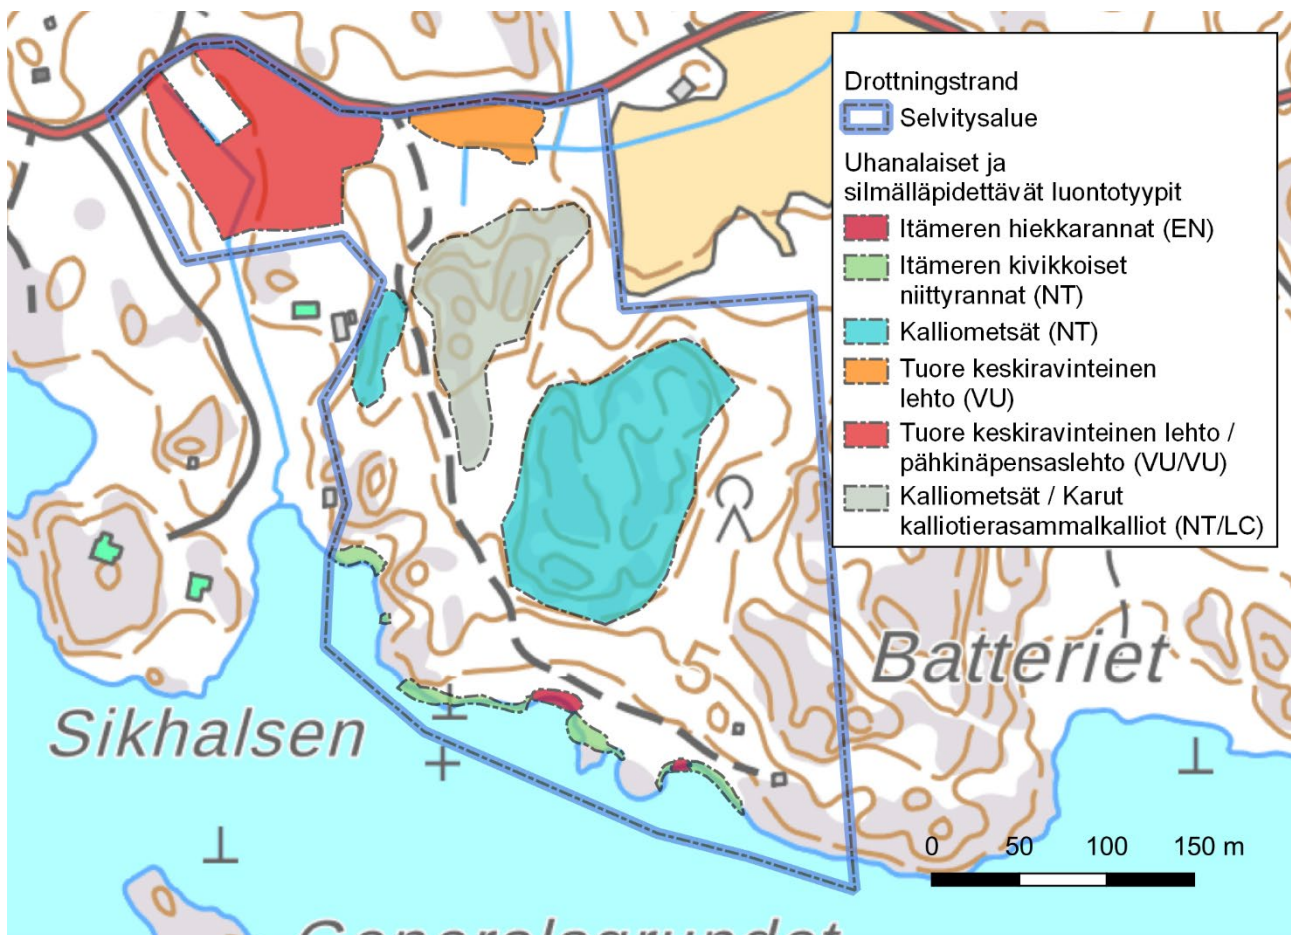 Drottningstrand
Selvitysalue
Uhanalaiset ja
silmälläpidettävät luontotyypit
Itämeren hiekkarannat (EN)
Itämeren kivikkoiset
niittyrannat (NT)
Kalliometsät (NT)
Tuore keskiravinteinen
lehto (VU)
Tuore keskiravinteinen lehto /
pähkinäpensaslehto (VU/VU)
Kalliometsät / Karut
kalliotierasammalkalliot (NT/LC)
Batteriet
5
Sikhalsen
0 50 100 150 m
Generalsgrundet